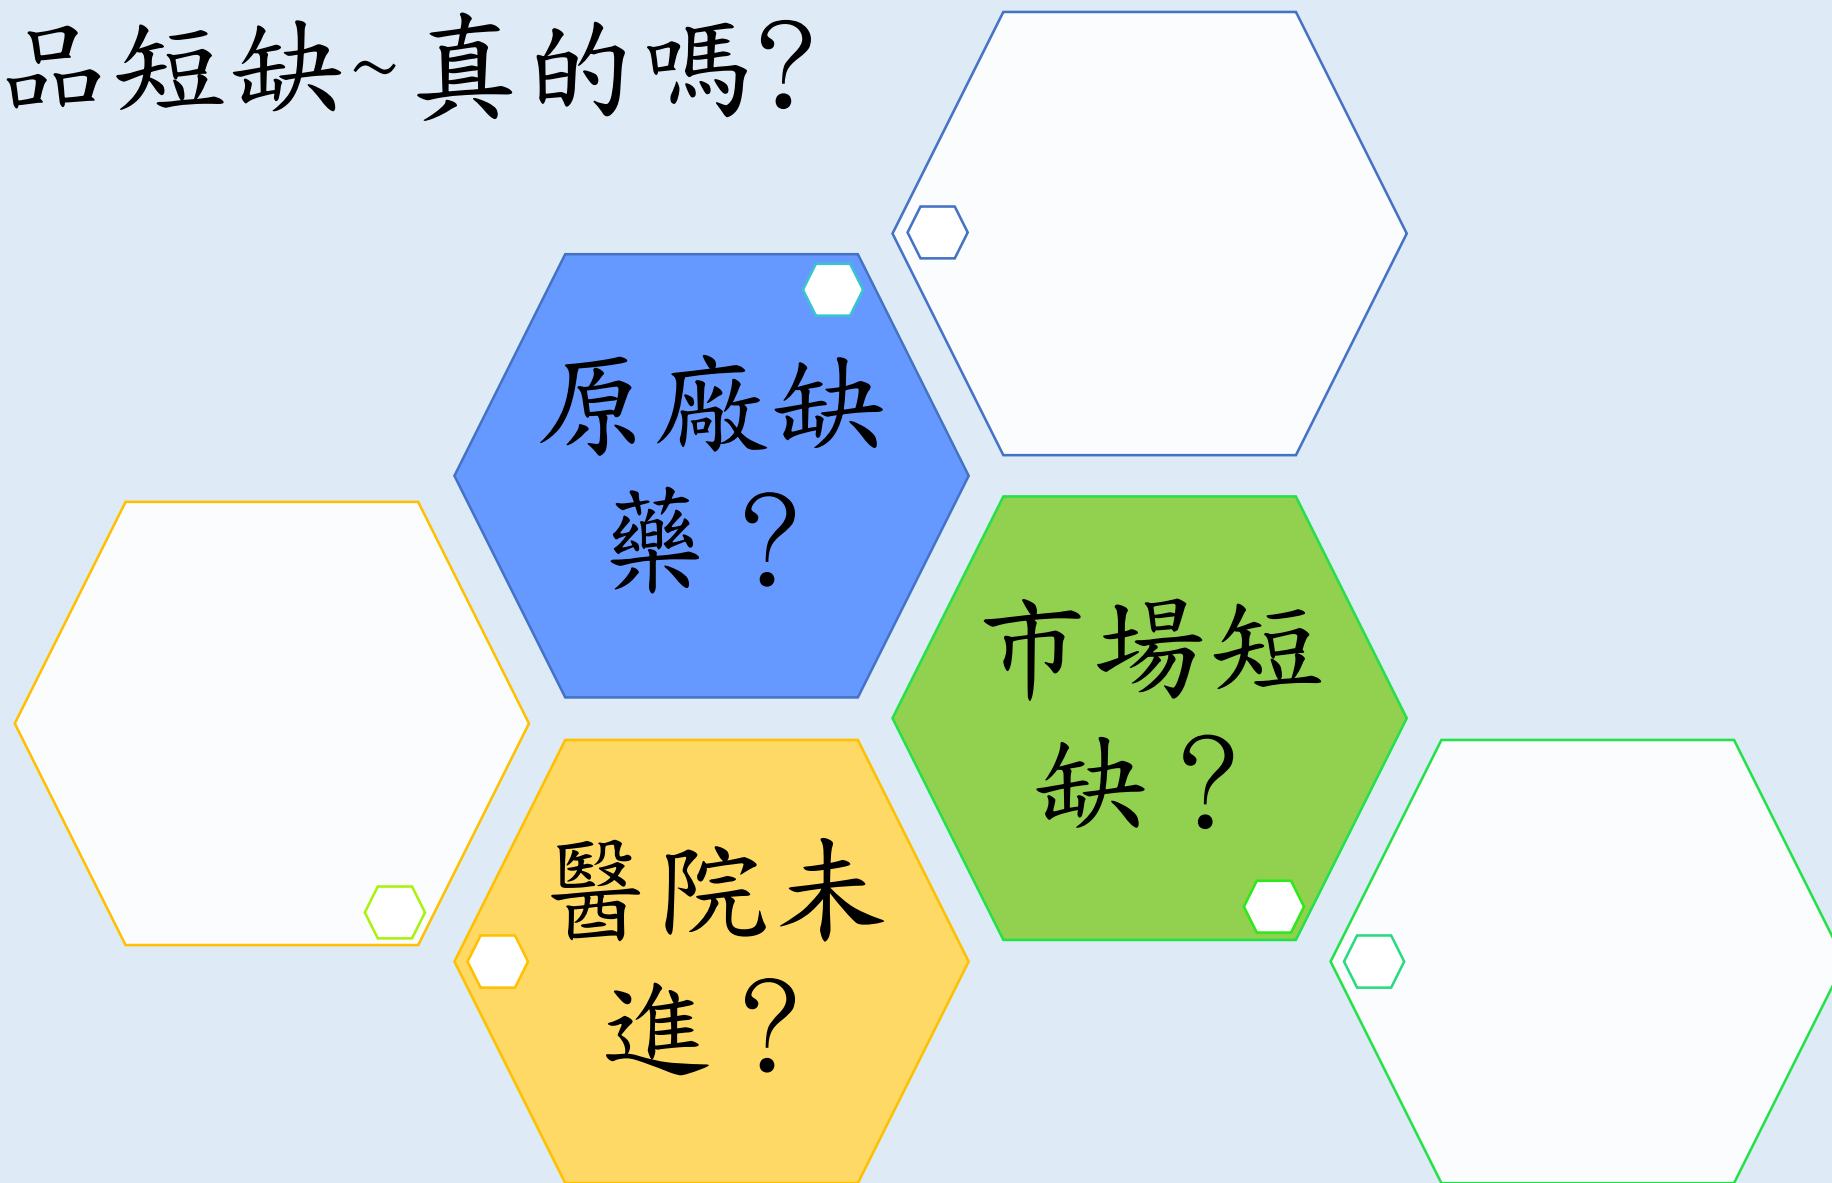 品短缺~真的嗎?
原廠缺
藥？
市場短
缺？
醫院未
進？